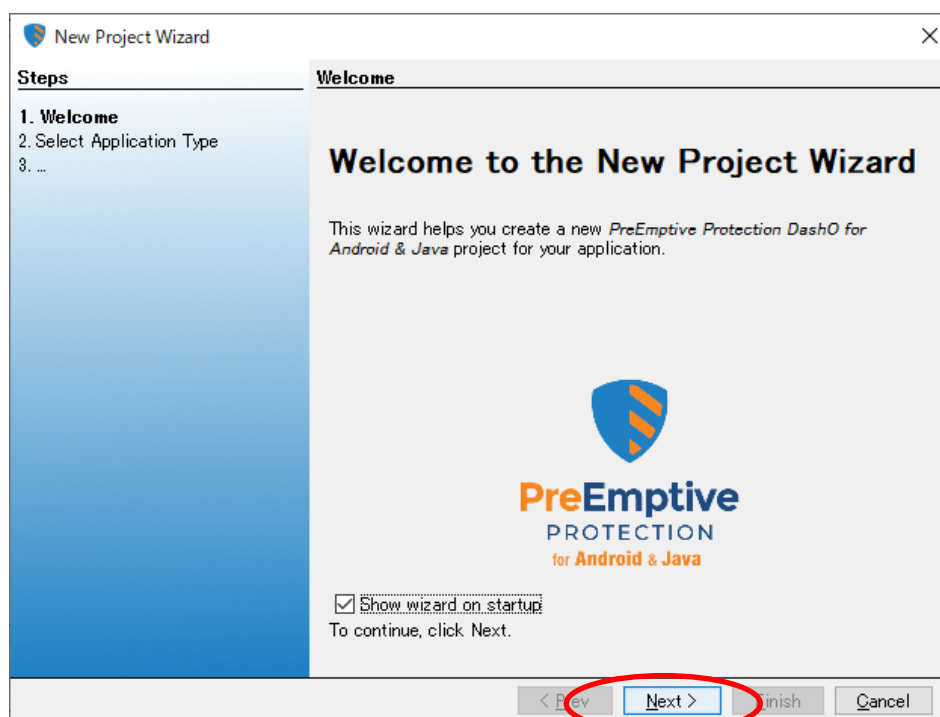 New Project Wizard
Steps
Welcome
1. Welcome
2. Select Application Type
3. ...
Welcome to the New Project Wizard
This wizard helps you create a new PreEmptive Protection DashO for
Android & Java project for your application.
PreEmptive
PROTECTION
for Android & Java
Show wizard on startup
To continue, click Next.
< Prev
Next >
Finish
Cancel